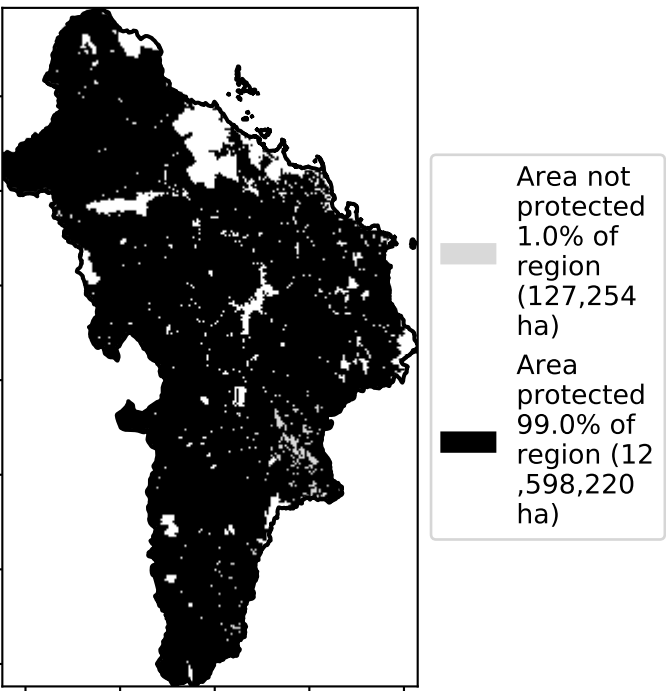 Area not
protected
1.0% of
region
(127,254
ha)
Area
protected
99.0% of
region (12
,598,220
ha)